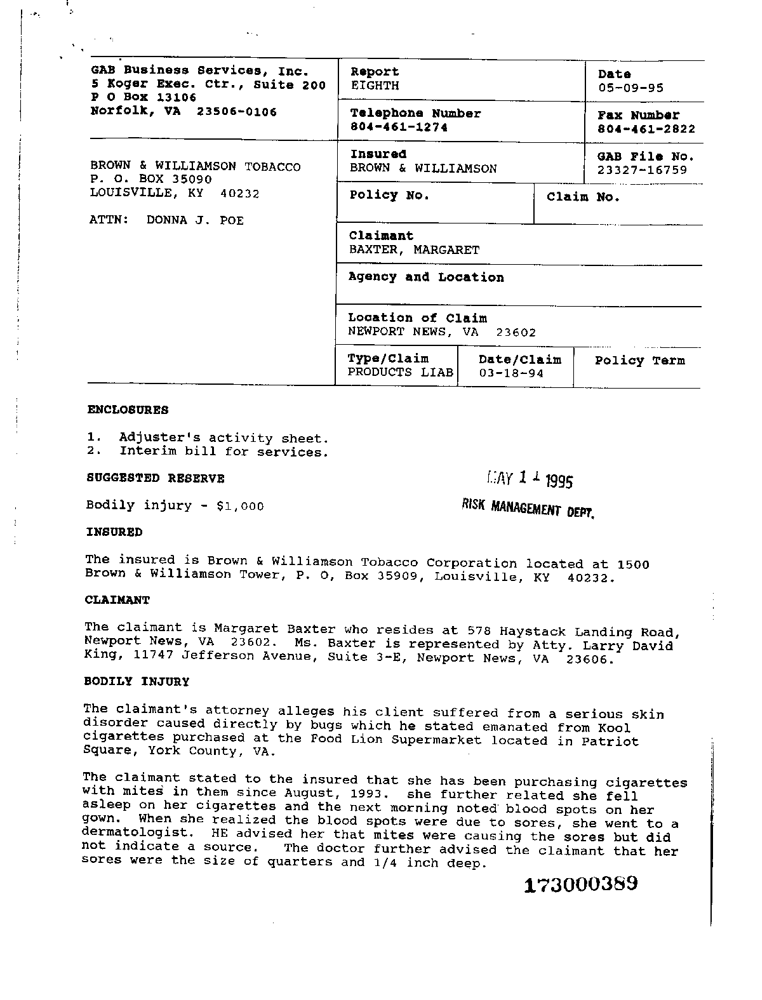 GAB Business Services, Inc.
5 Koger Exec. Ctr., Suite 200
P O Box 13106
Norfolk, VA 23506-0106
Report
EIGHTH
Date
05-09-95
Telephone Number
804-461-1274
Fax Number
804-461-2822
BROWN & WILLIAMSON TOBACCO
P. O. BOX 35090
LOUISVILLE, KY 40232
ATTN: DONNA J. POE
Insured
BROWN & WILLIAMSON
GAB File No.
23327-16759
Policy No.
Claim No.
Claimant
BAXTER, MARGARET
Agency and Location
Location of Claim
NEWPORT NEWS, VA 23602
Type/Claim
PRODUCTS LIAB
Date/Claim
03-18-94
Policy Term
ENCLOSURES
1. Adjuster's activity sheet.
2. Interim bill for services.
SUGGESTED RESERVE
MAY 11 1995
Bodily injury - $1,000
RISK MANAGEMENT DEPT.
INSURED
The insured is Brown & Williamson Tobacco Corporation located at 1500
Brown & Williamson Tower, P. O, Box 35909, Louisville, KY 40232.
CLAIMANT
The claimant is Margaret Baxter who resides at 578 Haystack Landing Road,
Newport News, VA 23602. Ms. Baxter is represented by Atty. Larry David
King, 11747 Jefferson Avenue, Suite 3-E, Newport News, VA 23606.
BODILY INJURY
The claimant's attorney alleges his client suffered from a serious skin
disorder caused directly by bugs which he stated emanated from Kool
cigarettes purchased at the Food Lion Supermarket located in Patriot
Square, York County, VA.
The claimant stated to the insured that she has been purchasing cigarettes
with mites in them since August, 1993. she further related she fell
asleep on her cigarettes and the next morning noted blood spots on her
gown. When she realized the blood spots were due to sores, she went to a
dermatologist. HE advised her that mites were causing the sores but did
not indicate a source. The doctor further advised the claimant that her
sores were the size of quarters and 1/4 inch deep.
173000389